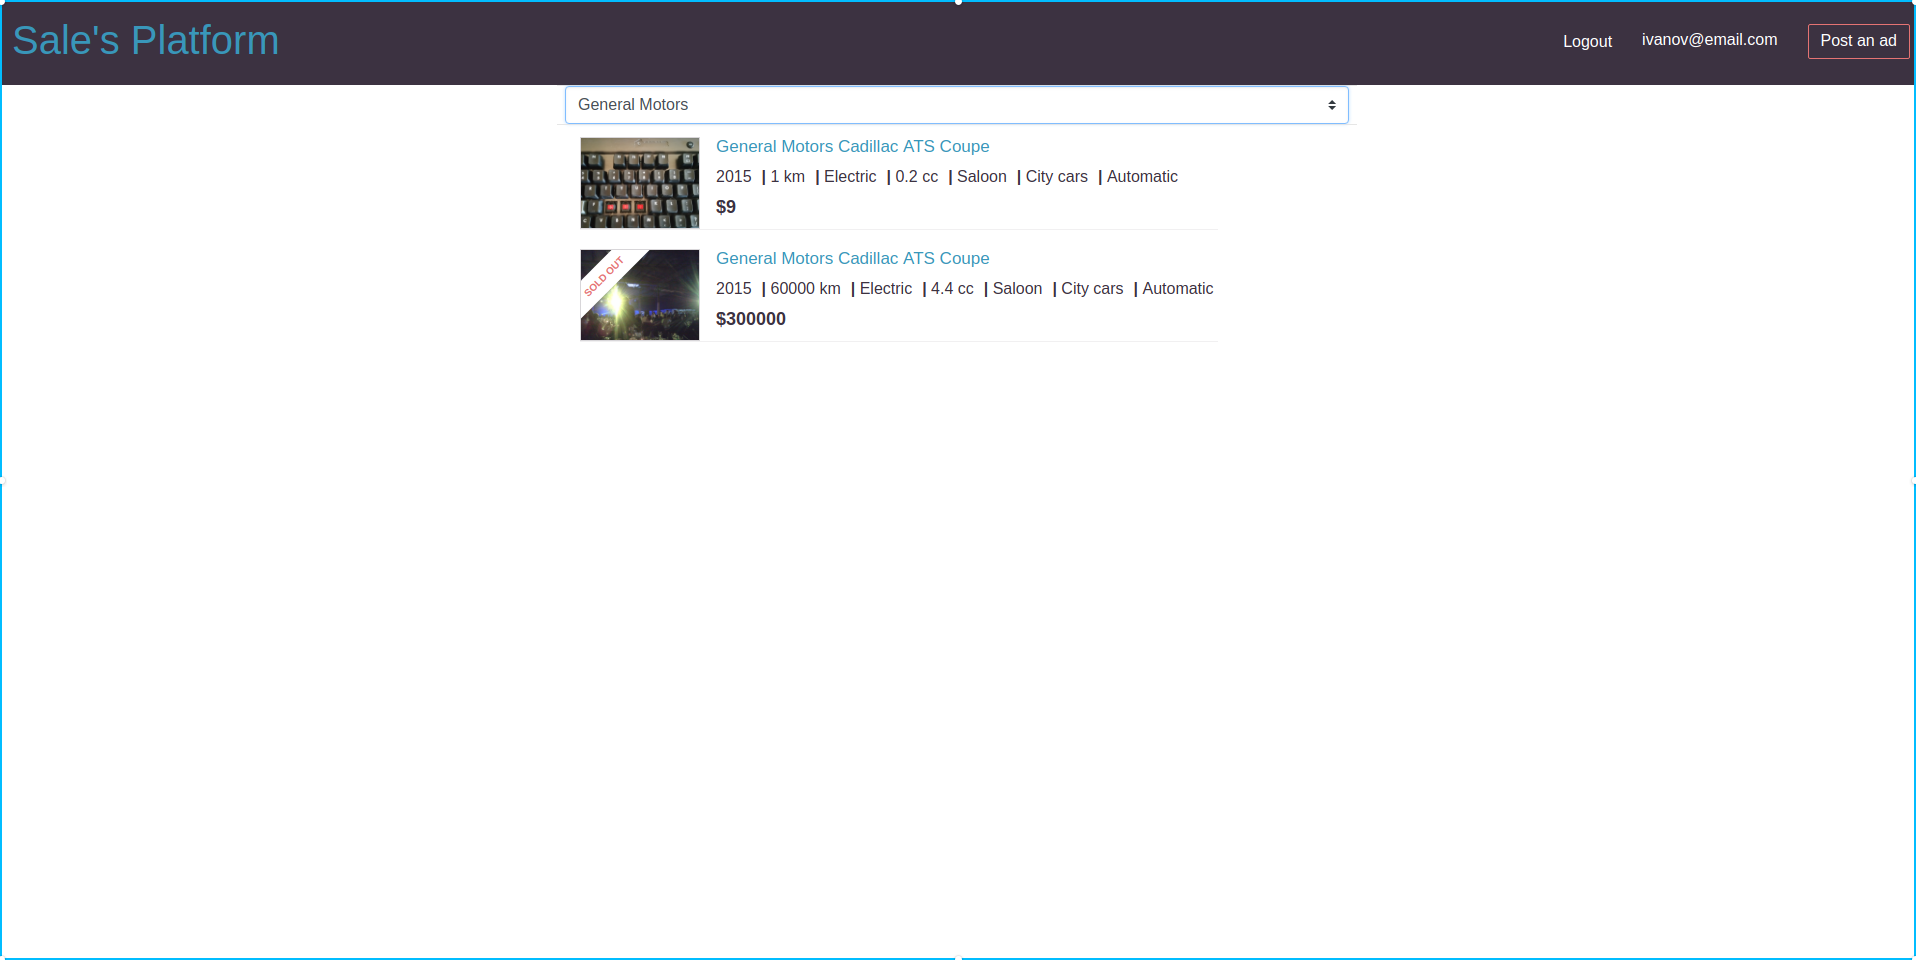 Sale's Platform
Logout ivanov@email.com Post an ad
General Motors
General Motors Cadillac ATS Coupe
2015 | 1 km | Electric | 0.2 cc | Saloon | City cars | Automatic
$9
SOLD OUT
General Motors Cadillac ATS Coupe
2015 | 60000 km | Electric | 4.4 cc | Saloon | City cars | Automatic
$300000